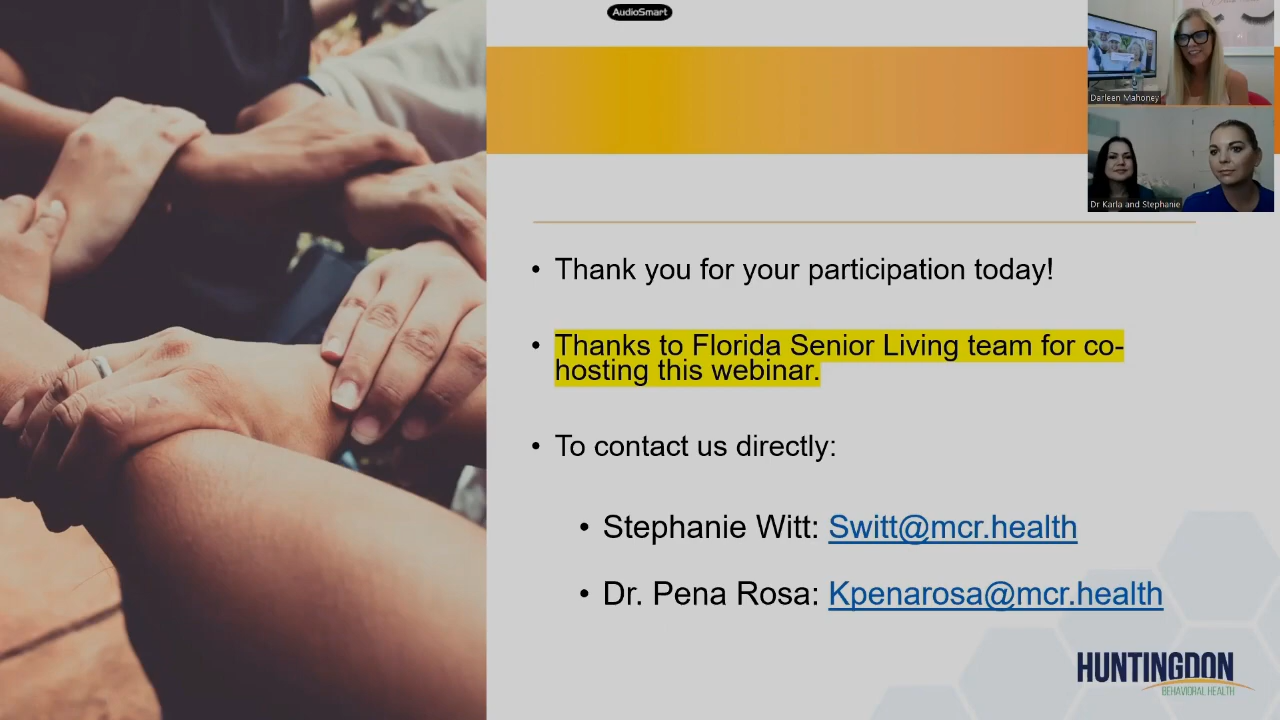 AudioSmart
Darleen Mahoney
Dr Karla and Stephanie
• Thank you for your participation today!
• Thanks to Florida Senior Living team for co-
hosting this webinar.
• To contact us directly:
• Stephanie Witt: Switt@mcr.health
• Dr. Pena Rosa: Kpenarosa@mcr.health
HUNTINGDON
BEHAVIORAL HEALTH